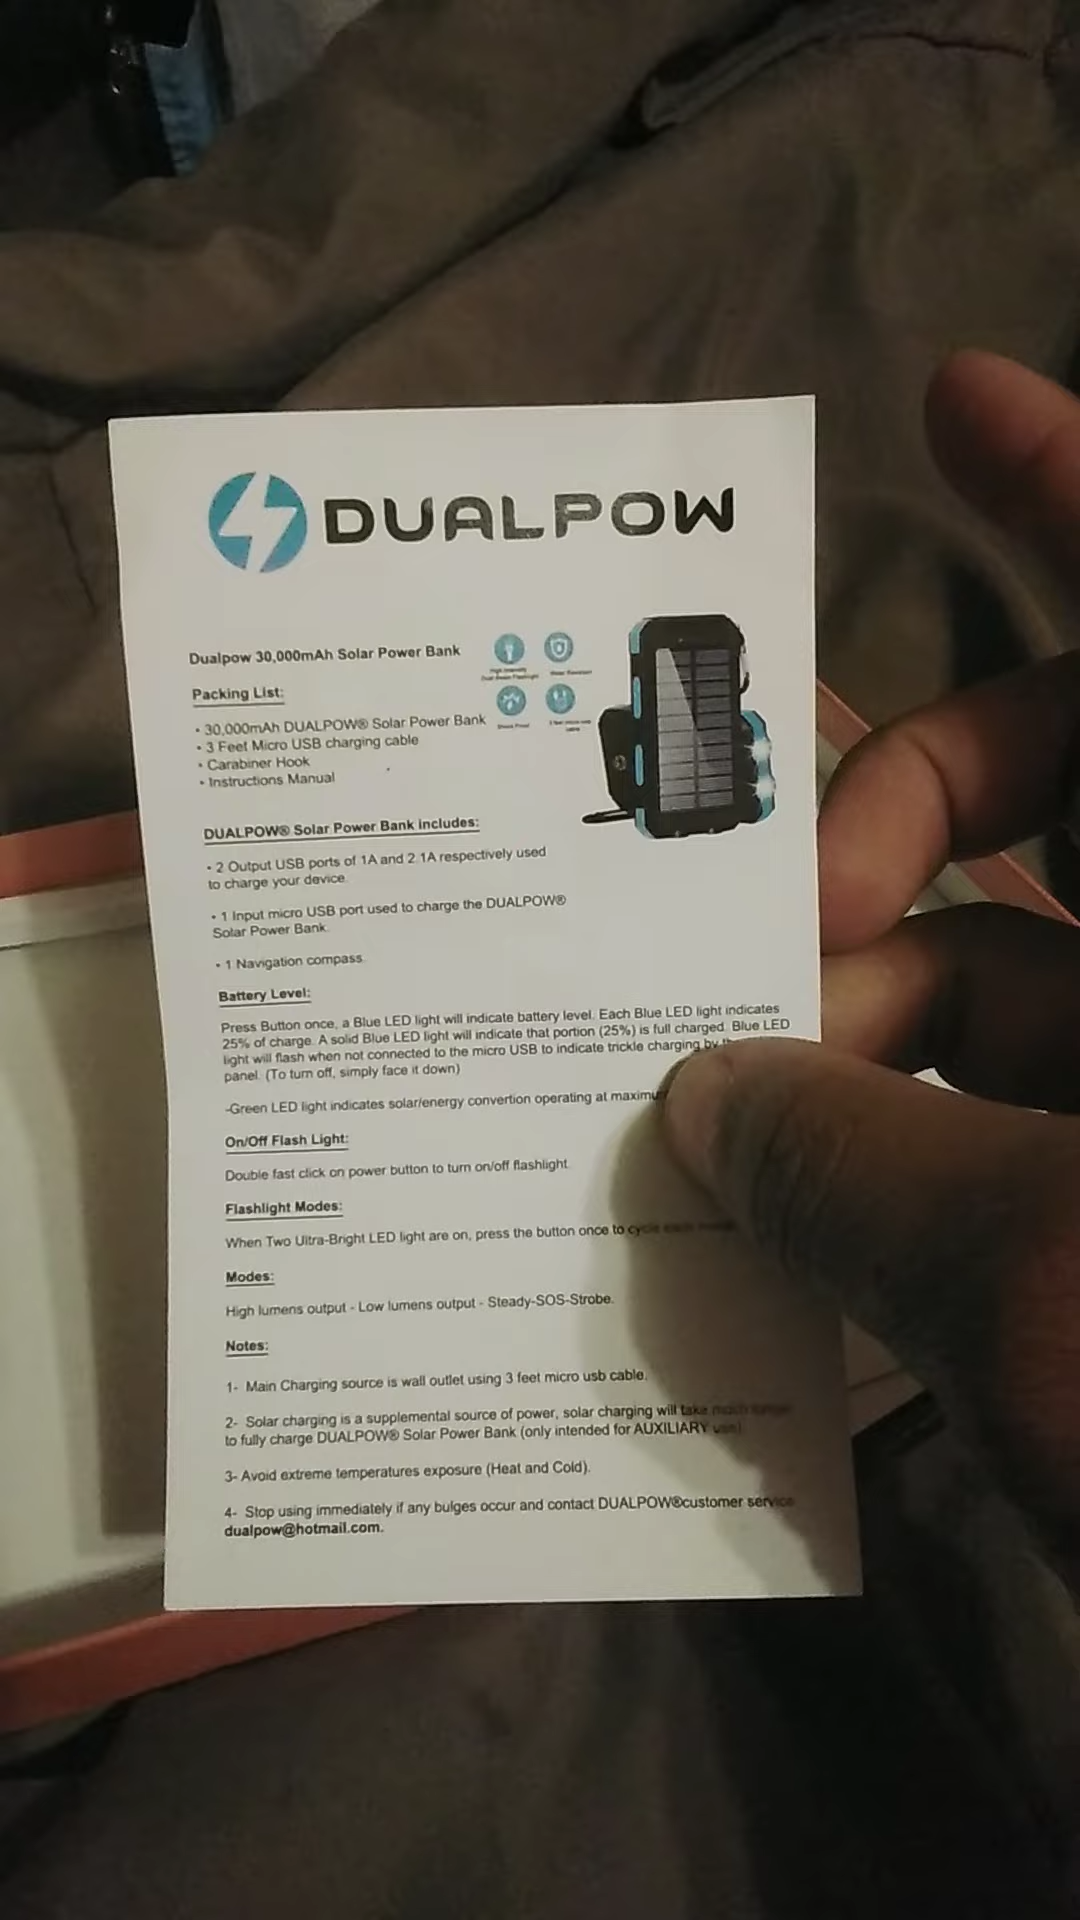 DUALPOW
Dualpow 30,000mAh Solar Power Bank
Packing List:
• 30,000mAh DUALPOW® Solar Power Bank
• 3 Feet Micro USB charging cable
• Carabiner Hook
• Instructions Manual
DUALPOW® Solar Power Bank includes:
• 2 Output USB ports of 1A and 2.1A respectively used
to charge your device.
• 1 Input micro USB port used to charge the DUALPOW®
Solar Power Bank.
• 1 Navigation compass.
Battery Level:
Press Button once, a Blue LED light will indicate battery level. Each Blue LED light indicates
25% of charge. A solid Blue LED light will indicate that portion (25%) is full charged. Blue LED
light will flash when not connected to the micro USB to indicate trickle charging by
panel. (To turn off, simply face it down)
-Green LED light indicates solar/energy convertion operating at
On/Off Flash Light:
Double fast click on power button to turn on/off flashlight.
Flashlight Modes:
When Two Ultra-Bright LED light are on, press the button once to cycle each mode
Modes:
High lumens output - Low lumens output - Steady-SOS-Strobe.
Notes:
1- Main Charging source is wall outlet using 3 feet micro usb cable.
2- Solar charging is a supplemental source of power, solar charging will take much longer
to fully charge DUALPOW® Solar Power Bank (only intended for AUXILIARY use)
3- Avoid extreme temperatures exposure (Heat and Cold).
4- Stop using immediately if any bulges occur and contact DUALPOW®customer service
dualpow@hotmail.com.